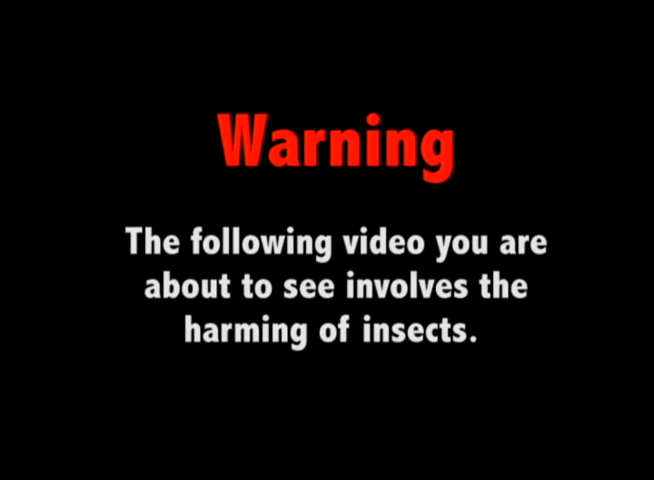 Warning
The following video you are
about to see involves the
harming of insects.